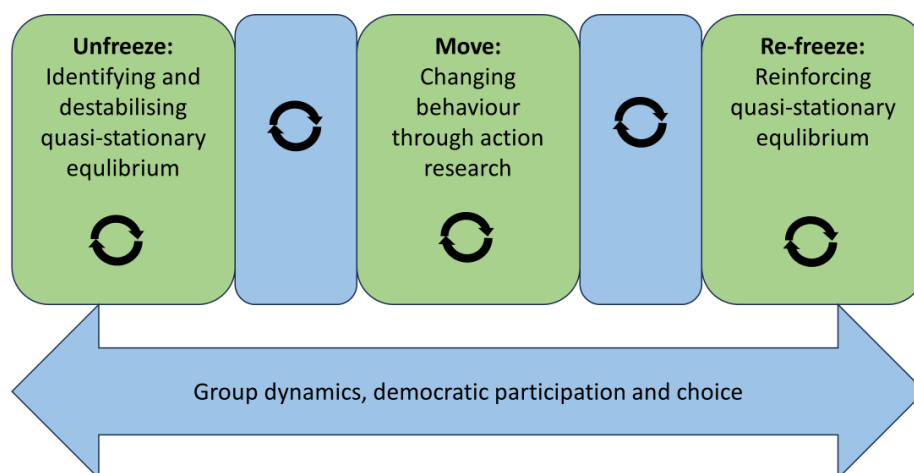 Unfreeze:
Identifying and
destabilising
quasi-stationary
equlibrium
Move:
Changing
behaviour
through action
research
Re-freeze:
Reinforcing
quasi-stationary
equlibrium
Group dynamics, democratic participation and choice